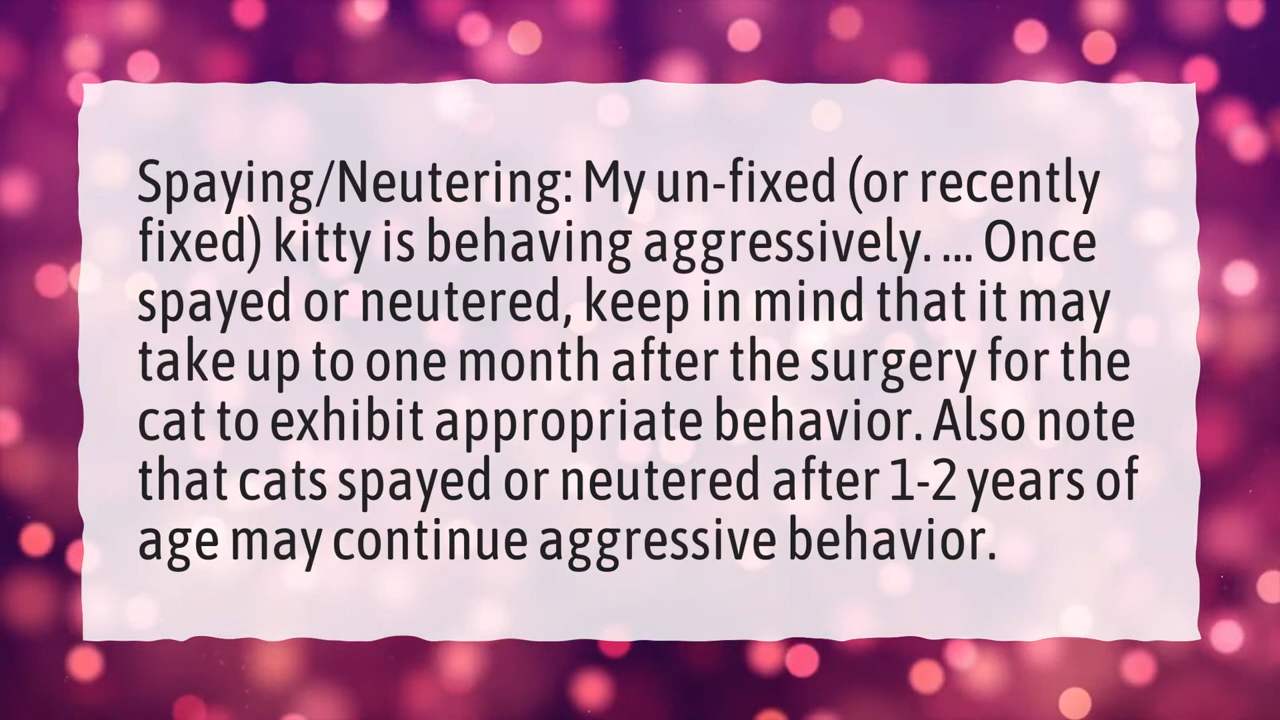 Spaying/Neutering: My un-fixed (or recently
fixed) kitty is behaving aggressively. ... Once
spayed or neutered, keep in mind that it may
take up to one month after the surgery for the
cat to exhibit appropriate behavior. Also note
that cats spayed or neutered after 1-2 years of
age may continue aggressive behavior.